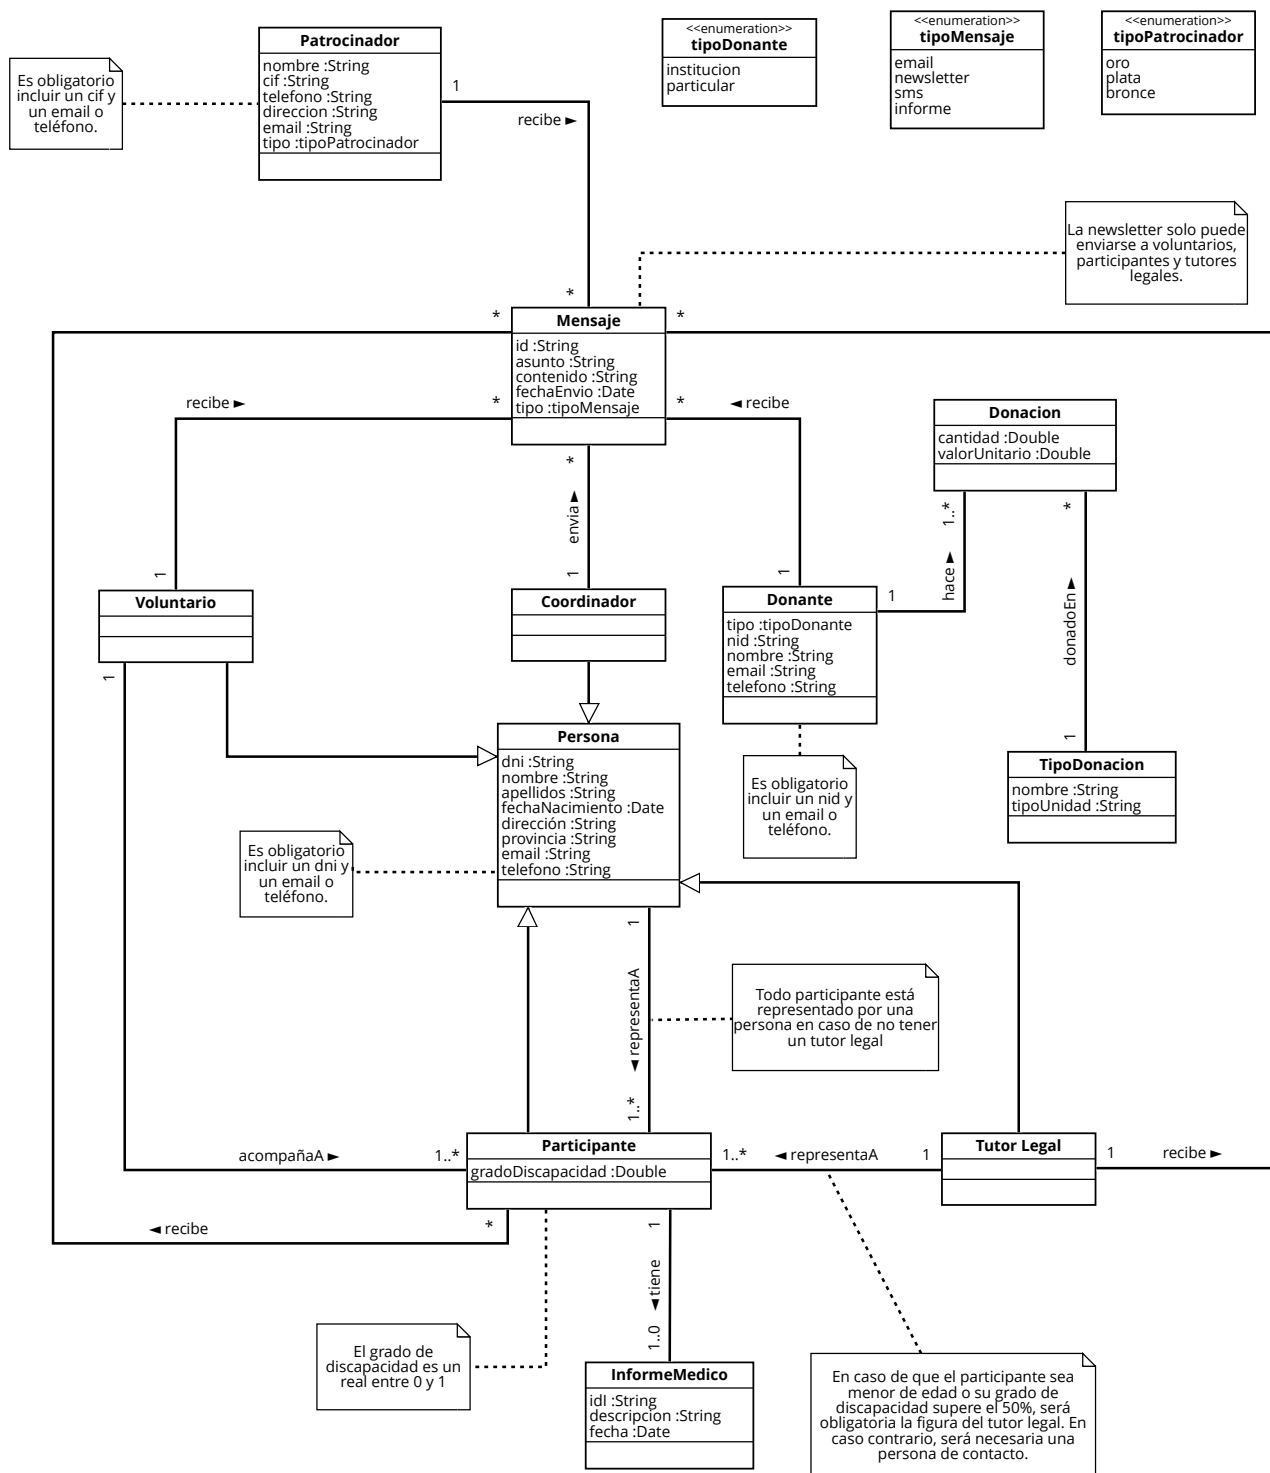 Patrocinador
nombre :String
cif :String
telefono :String
direccion :String
email :String
tipo :tipoPatrocinador
Es obligatorio
incluir un cif y
un email o
teléfono.
<<enumeration>>
tipoDonante
institucion
particular
<<enumeration>>
tipoMensaje
email
newsletter
sms
informe
<<enumeration>>
tipoPatrocinador
oro
plata
bronce
1
recibe ►
*
La newsletter solo puede
enviarse a voluntarios,
participantes y tutores
legales.
*
*
Mensaje
id :String
asunto :String
contenido :String
fechaEnvio :Date
tipo :tipoMensaje
recibe ►
*
*
◄ recibe
*
envia ►
1
1
1
Donacion
cantidad :Double
valorUnitario :Double
1..*
hace ►
1
*
donadoEn ►
1
Voluntario
Coordinador
Donante
tipo :tipoDonante
nid :String
nombre :String
email :String
telefono :String
1
Persona
dni :String
nombre :String
apellidos :String
fechaNacimiento :Date
dirección :String
provincia :String
email :String
telefono :String
Es obligatorio
incluir un nid y
un email o
teléfono.
TipoDonacion
nombre :String
tipoUnidad :String
Es obligatorio
incluir un dni y
un email o
teléfono.
1
◄ representaA
1..*
Todo participante está
representado por una
persona en caso de no tener
un tutor legal
acompañaA ►
1..*
Participante
gradoDiscapacidad :Double
1..*
◄ representaA
1
Tutor Legal
1
recibe ►
◄ recibe
*
1
◄ tiene
1..0
El grado de
discapacidad es un
real entre 0 y 1
InformeMedico
idI :String
descripción :String
fecha :Date
En caso de que el participante sea
menor de edad o su grado de
discapacidad supere el 50%, será
obligatoria la figura del tutor legal. En
caso contrario, será necesaria una
persona de contacto.